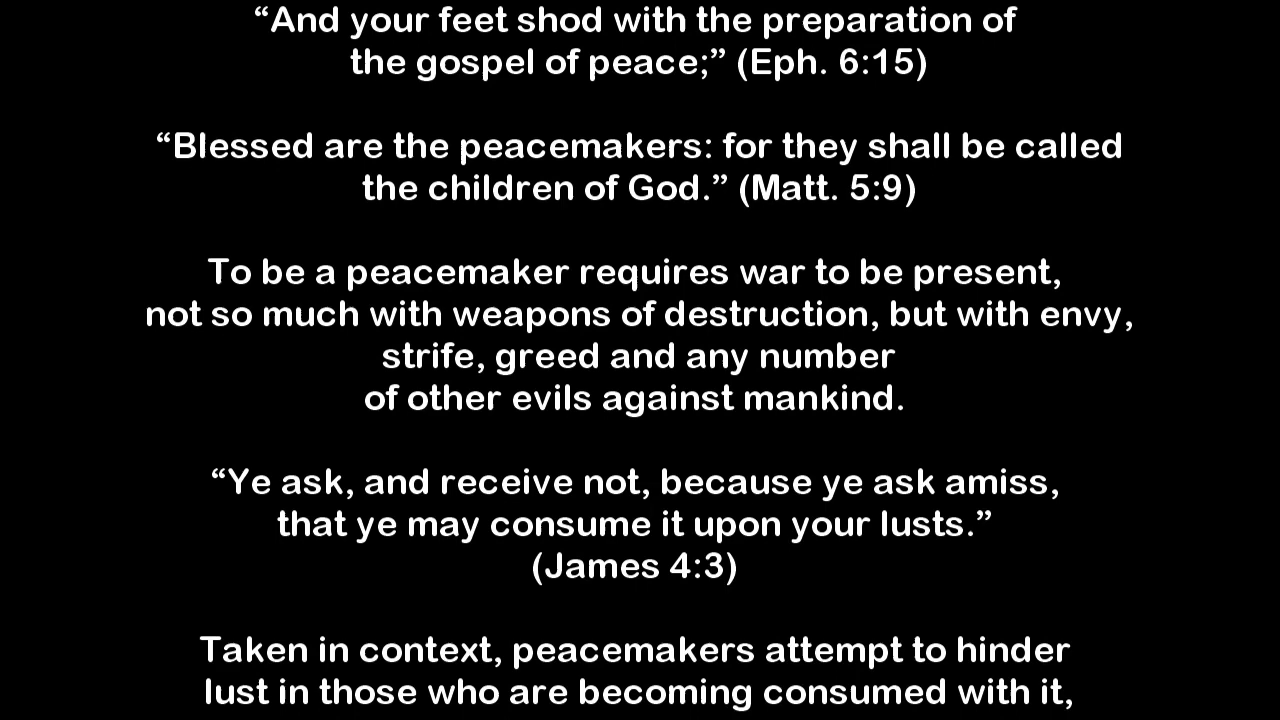 “And your feet shod with the preparation of
the gospel of peace;” (Eph. 6:15)
“Blessed are the peacemakers: for they shall be called
the children of God.” (Matt. 5:9)
To be a peacemaker requires war to be present,
not so much with weapons of destruction, but with envy,
strife, greed and any number
of other evils against mankind.
“Ye ask, and receive not, because ye ask amiss,
that ye may consume it upon your lusts.”
(James 4:3)
Taken in context, peacemakers attempt to hinder
lust in those who are becoming consumed with it,